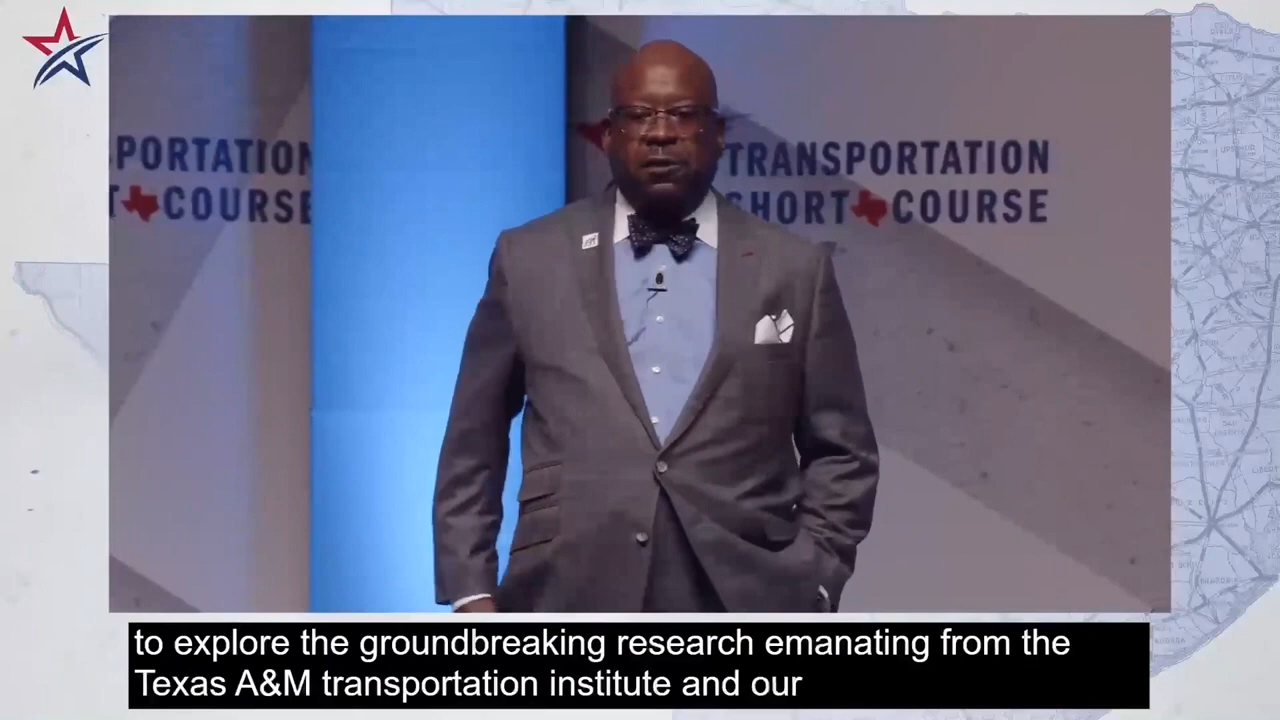 PORTATION
TRANSPORTATION
T COURSE
SHORT COURSE
to explore the groundbreaking research emanating from the
Texas A&M transportation institute and our